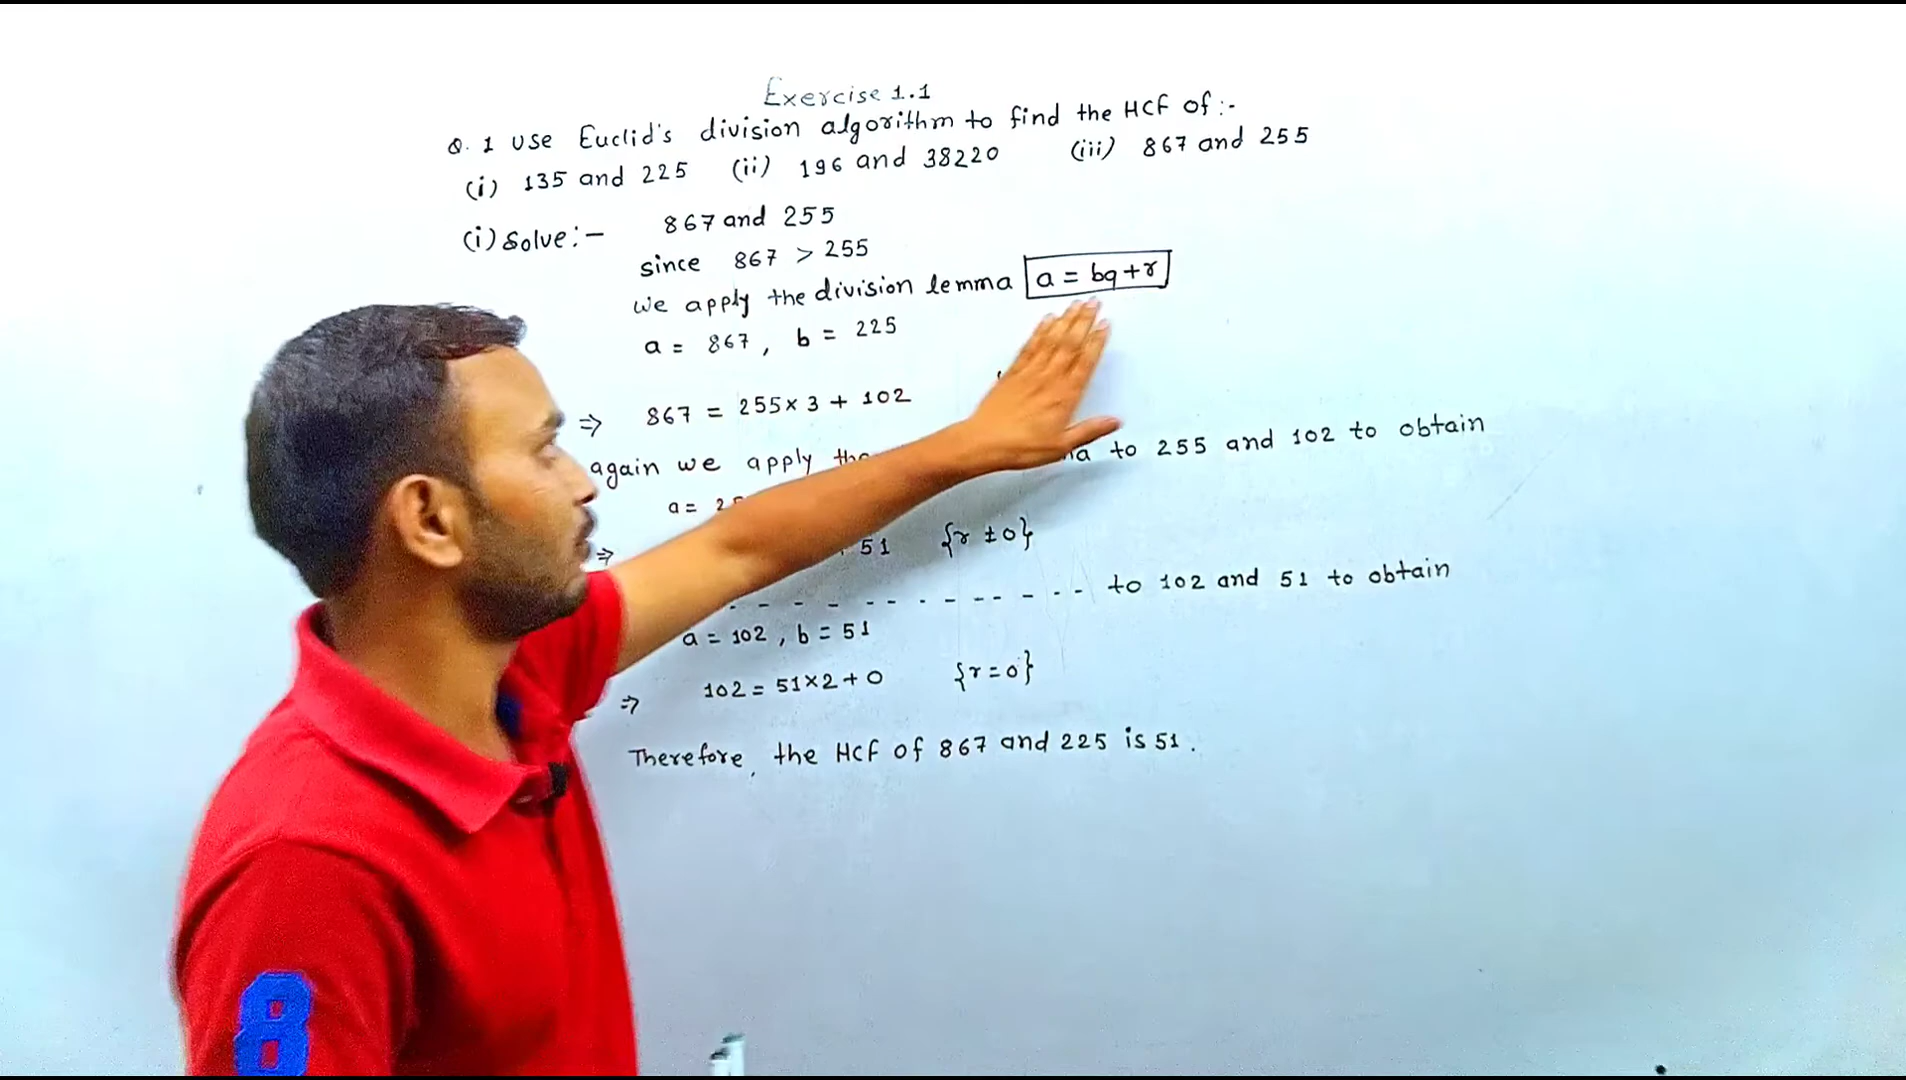 Exercise 1.1
Q. 1 Use Euclid's division algorithm to find the HCF of :-
(i) 135 and 225 (ii) 196 and 38220 (iii) 867 and 255
(i) Solve :- 867 and 255
since 867 > 255
we apply the division lemma a = bq + r
a = 867, b = 225
⇒ 867 = 255 × 3 + 102
again we apply the to 255 and 102 to obtain
a =
⇒ 51 {r ± 0}
- - - - - - - - - - - - to 102 and 51 to obtain
a = 102, b = 51
⇒ 102 = 51 × 2 + 0 {r = 0}
Therefore, the HCF of 867 and 225 is 51.
8